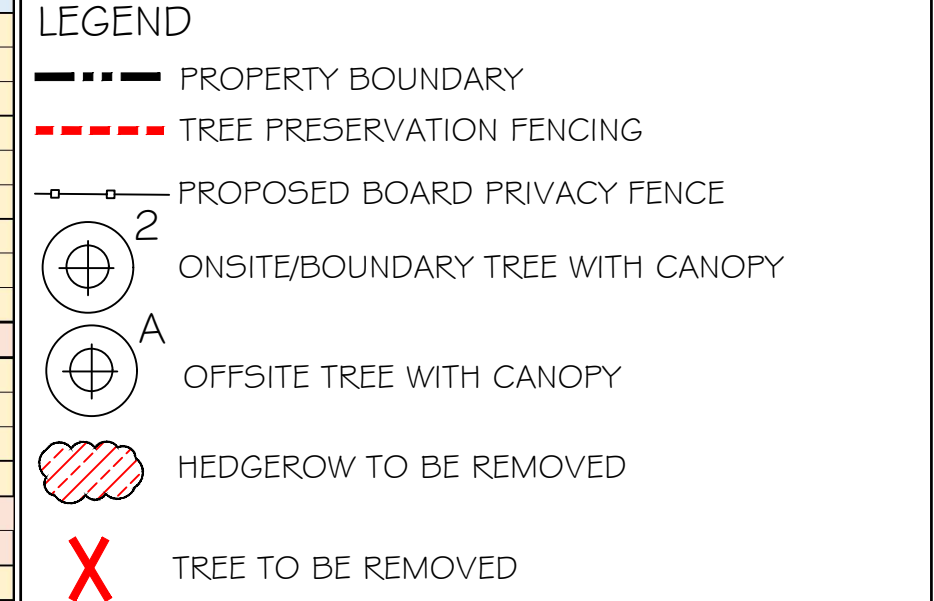 LEGEND
PROPERTY BOUNDARY
TREE PRESERVATION FENCING
PROPOSED BOARD PRIVACY FENCE
2
ONSITE/BOUNDARY TREE WITH CANOPY
A
OFFSITE TREE WITH CANOPY
HEDGEROW TO BE REMOVED
TREE TO BE REMOVED